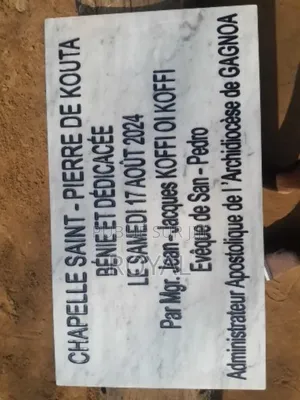 CHAPELLE SAINT - PIERRE DE KOUTA
BÉNIE ET DÉDICACÉE
LE SAMEDI 17 AOÛT 2024
Par Mgr Jean - Jacques KOFFI OI KOFFI
Evêque de San - Pedro
Administrateur Apostolique de l'Archidiocèse de GAGNOA